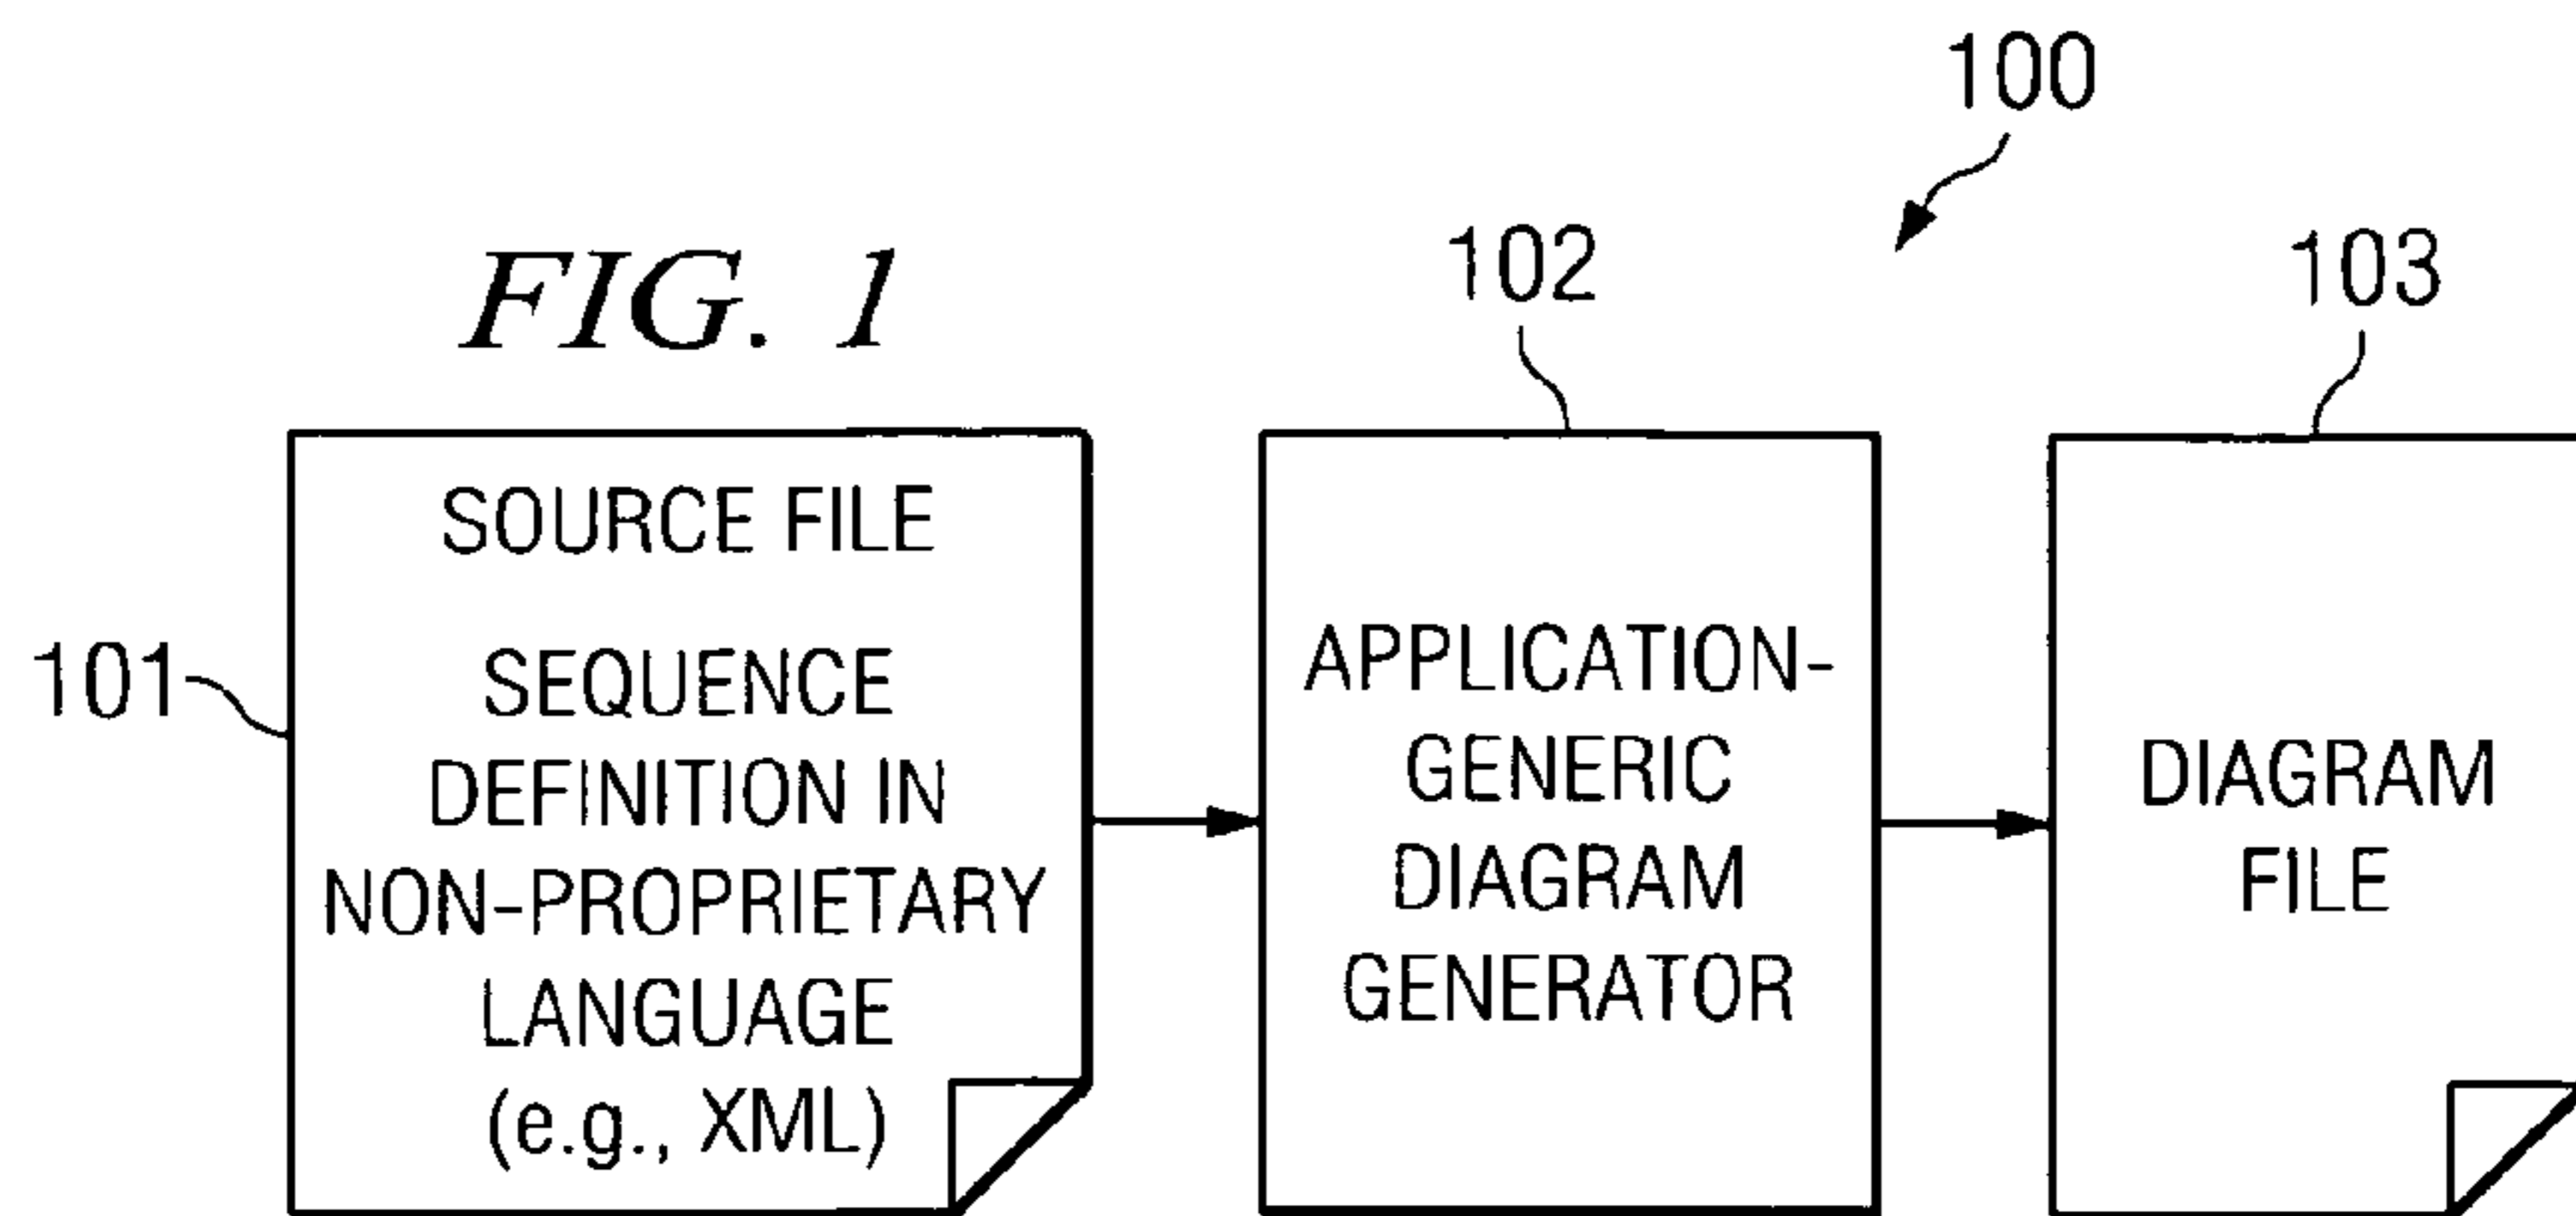 100
FIG. 1
102
103
101
SOURCE FILE
SEQUENCE
DEFINITION IN
NON-PROPRIETARY
LANGUAGE
(e.g., XML)
APPLICATION-
GENERIC
DIAGRAM
GENERATOR
DIAGRAM
FILE